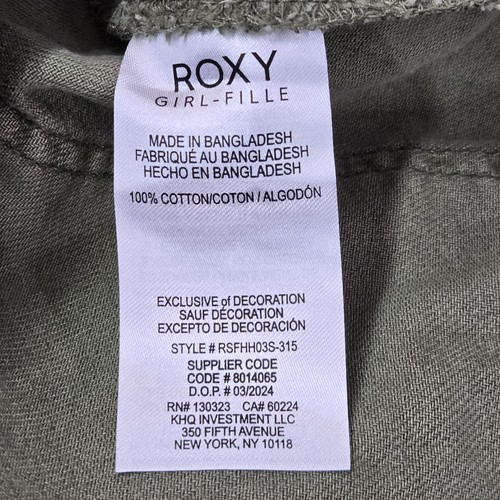 ROXY
GIRL-FILLE
MADE IN BANGLADESH
FABRIQUÉ AU BANGLADESH
HECHO EN BANGLADESH
100% COTTON/COTON / ALGODÓN
EXCLUSIVE of DECORATION
SAUF DÉCORATION
EXCEPTO DE DECORACIÓN
STYLE # RSFHH03S-315
SUPPLIER CODE
CODE # 8014065
D.O.P. # 03/2024
RN# 130323 CA# 60224
KHQ INVESTMENT LLC
350 FIFTH AVENUE
NEW YORK, NY 10118